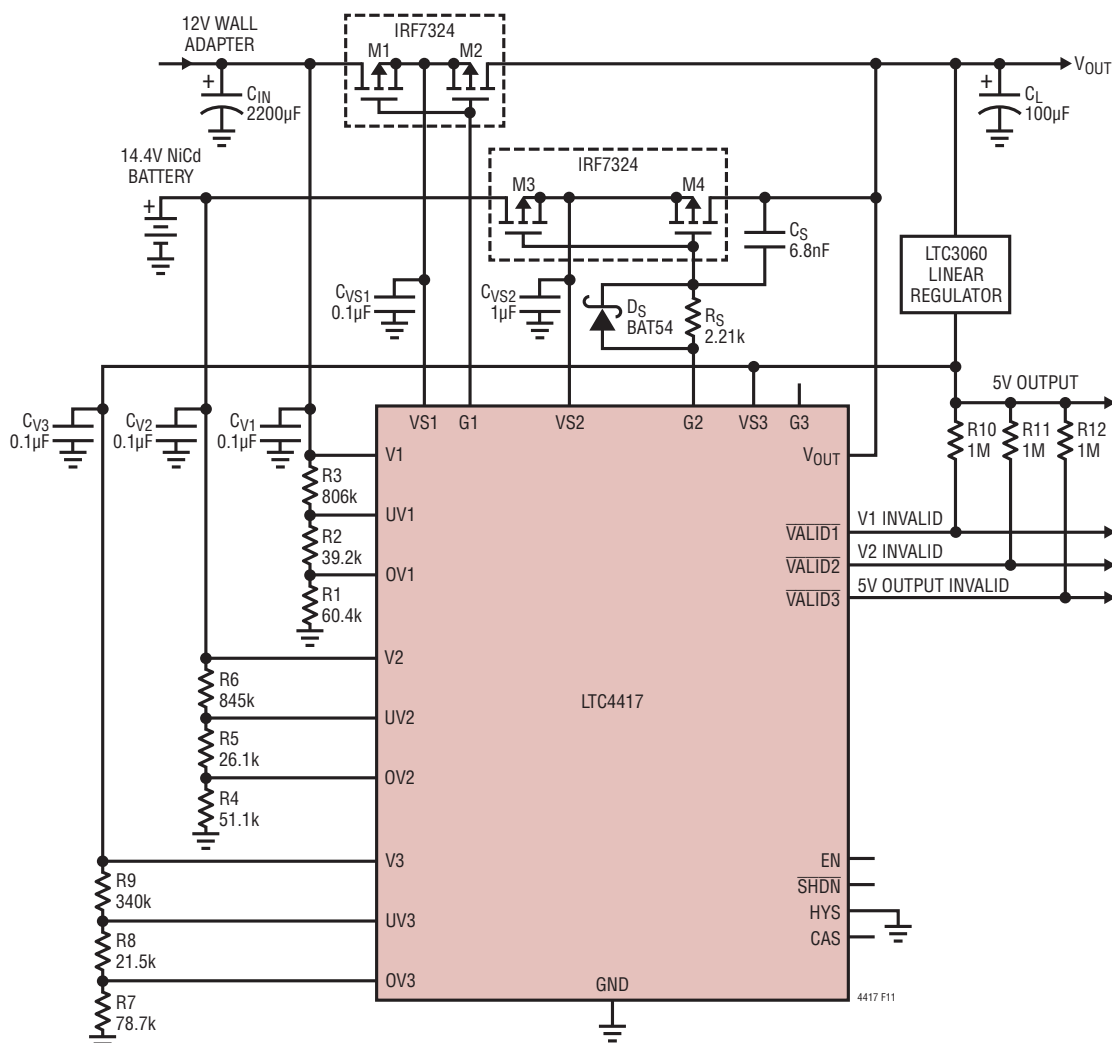 12V WALL
ADAPTER
IRF7324
M1
M2
VOUT
+
CIN
2200µF
+
CL
100µF
14.4V NiCd
BATTERY
+
IRF7324
M3
M4
CS
6.8nF
LTC3060
LINEAR
REGULATOR
CVS1
0.1µF
CVS2
1µF
DS
BAT54
RS
2.21k
5V OUTPUT
CV3
0.1µF
CV2
0.1µF
CV1
0.1µF
VS1
G1
VS2
G2
VS3
G3
R10
1M
R11
1M
R12
1M
V1
VOUT
R3
806k
UV1
VALID1
V1 INVALID
R2
39.2k
VALID2
V2 INVALID
OV1
VALID3
5V OUTPUT INVALID
R1
60.4k
V2
R6
845k
LTC4417
UV2
R5
26.1k
OV2
R4
51.1k
V3
EN
R9
340k
SHDN
HYS
UV3
CAS
R8
21.5k
OV3
GND
4417 F11
R7
78.7k